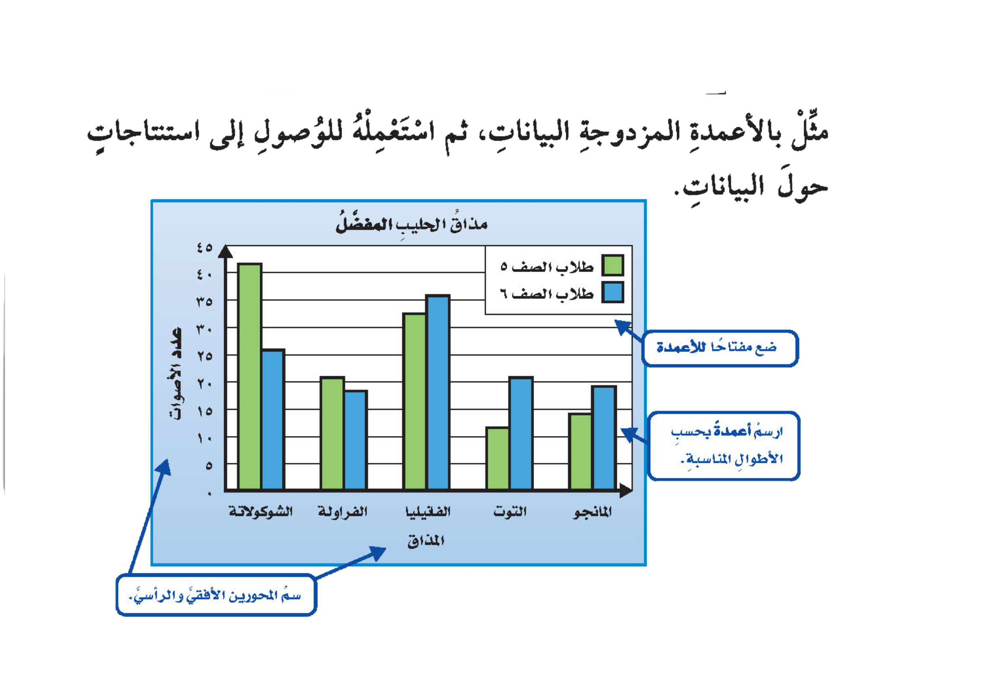 مثِّلْ بالأعمدةِ المزدوجةِ البياناتِ، ثم اسْتَعْمِلْهُ للوُصولِ إلى استنتاجاتٍ
حولَ البياناتِ.
مذاقُ الحليبِ المفضَّلُ
طلاب الصف ٥
طلاب الصف ٦
٤٥
٤٠
٣٥
٣٠
٢٥
٢٠
١٥
١٠
٥
٠
عدد الأصوات
الشوكولاتة
الفراولة
الفانيليا
التوت
المانجو
المذاق
ضع مفتاحًا للأعمدة
ارسمْ أعمدةً بحسبِ
الأطوالِ المناسبةِ.
سمِّ المحورين الأفقيَّ والرأسيَّ.